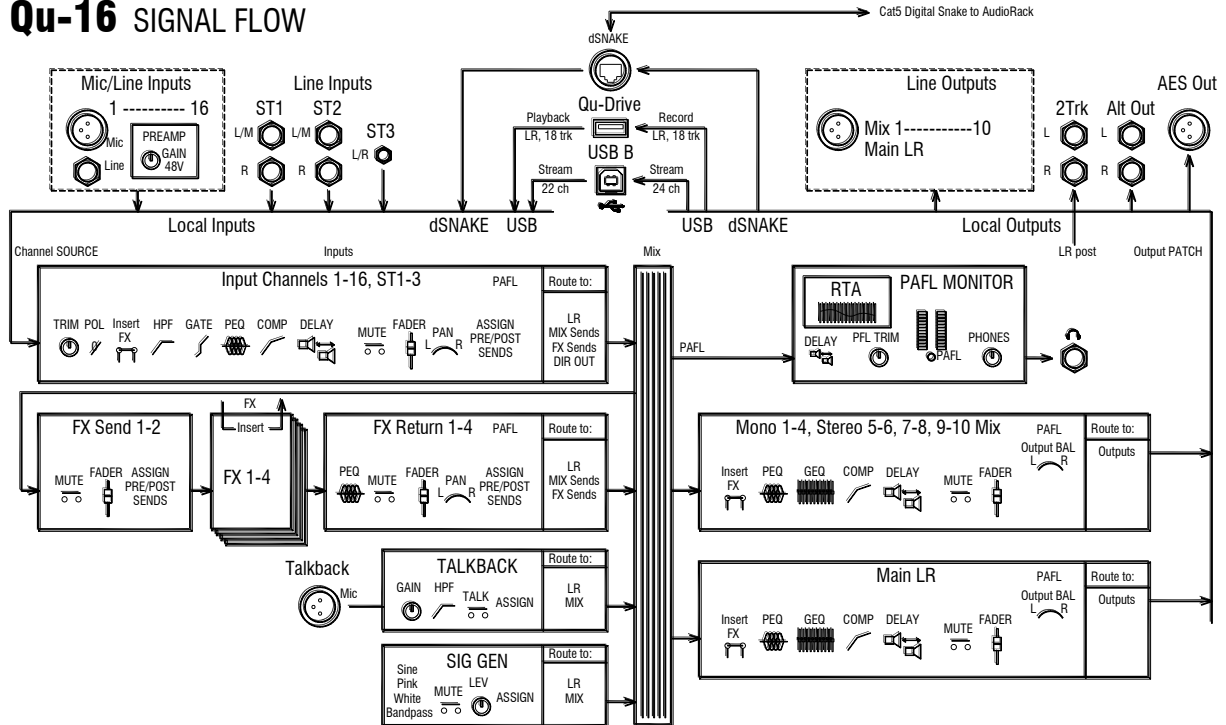 Qu-16 SIGNAL FLOW
Cat5 Digital Snake to AudioRack
dSNAKE
Mic/Line Inputs
1 ----------- 16
Mic
Line
PREAMP
GAIN
48V
Line Inputs
ST1
ST2
ST3
L/M
L/M
L/R
R
R
Qu-Drive
Playback
LR, 18 trk
Record
LR, 18 trk
USB B
Stream
22 ch
Stream
24 ch
Line Outputs
Mix 1-----------10
Main LR
2Trk
Alt Out
AES Out
L
L
R
R
Local Inputs
dSNAKE
USB
USB
dSNAKE
Local Outputs
Channel SOURCE
Inputs
Mix
LR post
Output PATCH
Input Channels 1-16, ST1-3
PAFL
Route to:
TRIM
POL
Insert
FX
HPF
GATE
PEQ
COMP
DELAY
MUTE
FADER
PAN
L
R
ASSIGN
PRE/POST
SENDS
LR
MIX Sends
FX Sends
DIR OUT
PAFL
RTA
PAFL MONITOR
DELAY
PFL TRIM
PAFL
PHONES
FX Send 1-2
MUTE
FADER
ASSIGN
PRE/POST
SENDS
FX
Insert
FX 1-4
FX Return 1-4
PAFL
Route to:
PEQ
MUTE
FADER
PAN
L
R
ASSIGN
PRE/POST
SENDS
LR
MIX Sends
FX Sends
Mono 1-4, Stereo 5-6, 7-8, 9-10 Mix
PAFL
Route to:
Insert
FX
PEQ
GEQ
COMP
DELAY
MUTE
FADER
Output BAL
L
R
Outputs
Talkback
Mic
TALKBACK
Route to:
GAIN
HPF
TALK
ASSIGN
LR
MIX
Main LR
PAFL
Route to:
Insert
FX
PEQ
GEQ
COMP
DELAY
MUTE
FADER
Output BAL
L
R
Outputs
SIG GEN
Route to:
Sine
Pink
White
Bandpass
MUTE
LEV
ASSIGN
LR
MIX